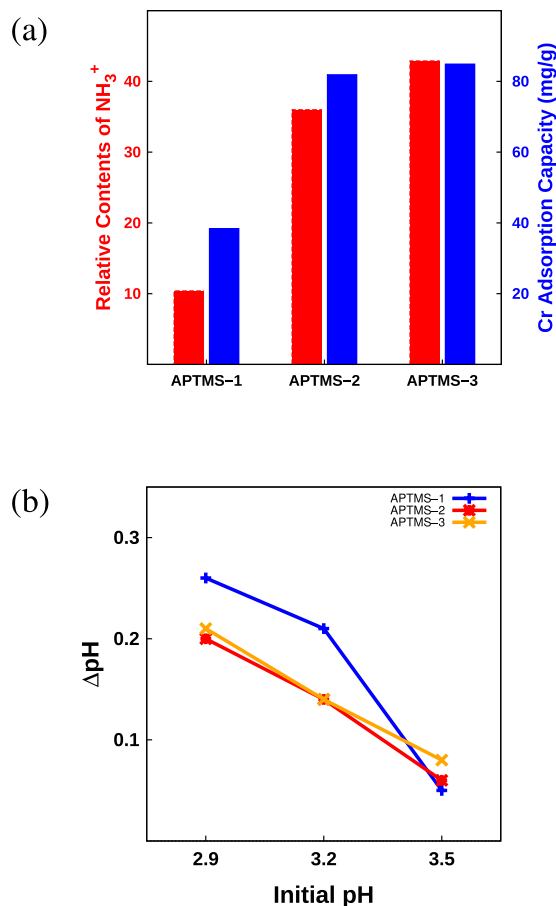 (a)
Relative Contents of NH3+
40
30
20
10
80
60
40
20
Cr Adsorption Capacity (mg/g)
APTMS–1 APTMS–2 APTMS–3
(b)
APTMS–1
APTMS–2
APTMS–3
ΔpH
0.3
0.2
0.1
2.9 3.2 3.5
Initial pH